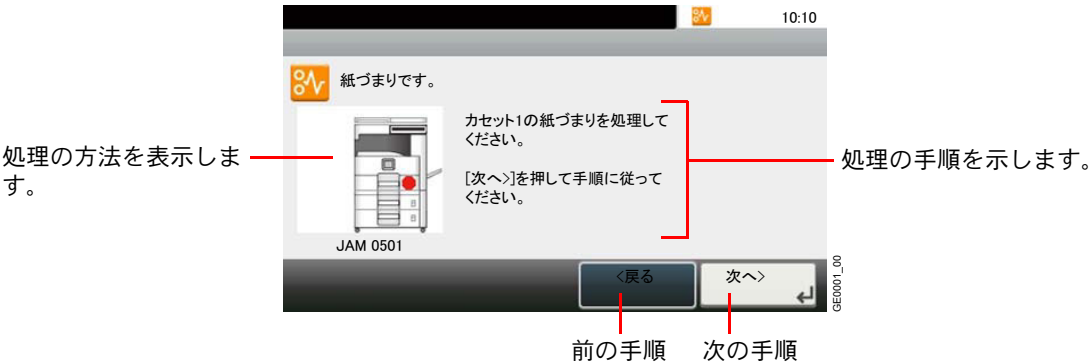 10:10
紙づまりです。
カセット1の紙づまりを処理して
ください。
[次へ>]を押して手順に従って
ください。
JAM 0501
<戻る
次へ>
処理の方法を表示しま
す。
処理の手順を示します。
前の手順
次の手順
GE0001_00